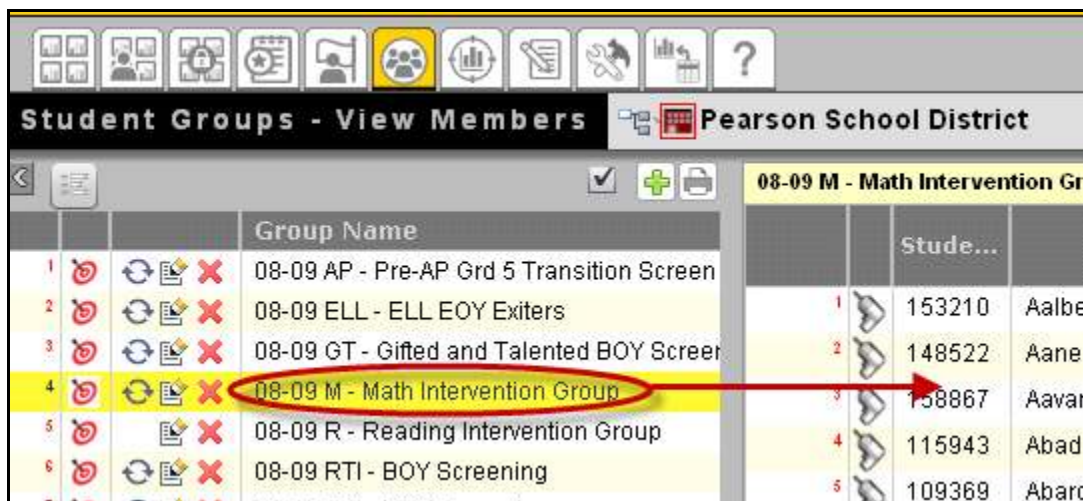 ?
Student Groups - View Members Pearson School District
08-09 M - Math Intervention Gr
Group Name
Stude...
1 08-09 AP - Pre-AP Grd 5 Transition Screen
2 08-09 ELL - ELL EOY Exiters
3 08-09 GT - Gifted and Talented BOY Screen
4 08-09 M - Math Intervention Group
5 08-09 R - Reading Intervention Group
6 08-09 RTI - BOY Screening
1 153210 Aalbe
2 148522 Aane
3 158867 Aavar
4 115943 Abad
5 109369 Abaro